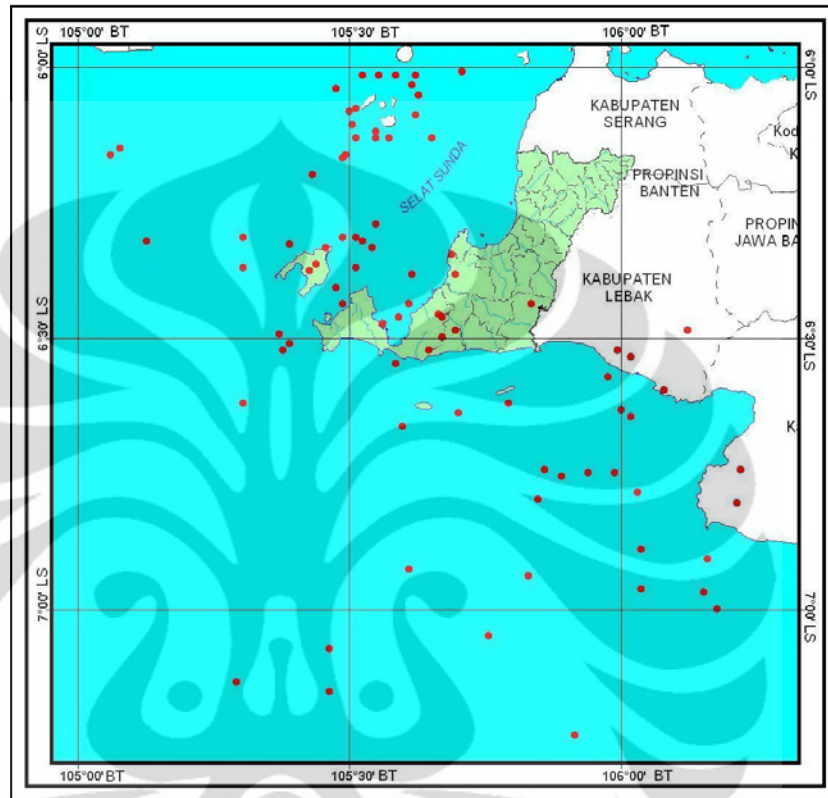 105°00' BT
105°30' BT
106°00' BT
6°00' LS
6°00' LS
KABUPATEN
SERANG
Kod
K
SELAT SUNDA
PROPINSI
BANTEN
PROPIN
JAWA BA
KABUPATEN
LEBAK
6°30' LS
6°30' LS
K
7°00' LS
7°00' LS
105°00' BT
105°30' BT
106°00' BT